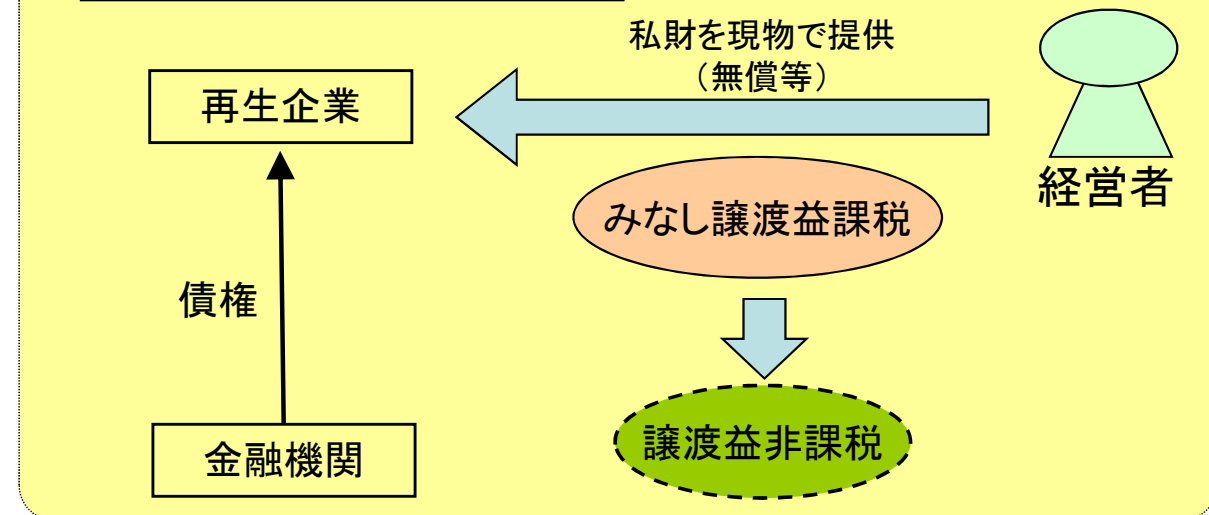 私財を現物で提供
（無償等）
再生企業
経営者
みなし譲渡益課税
債権
譲渡益非課税
金融機関